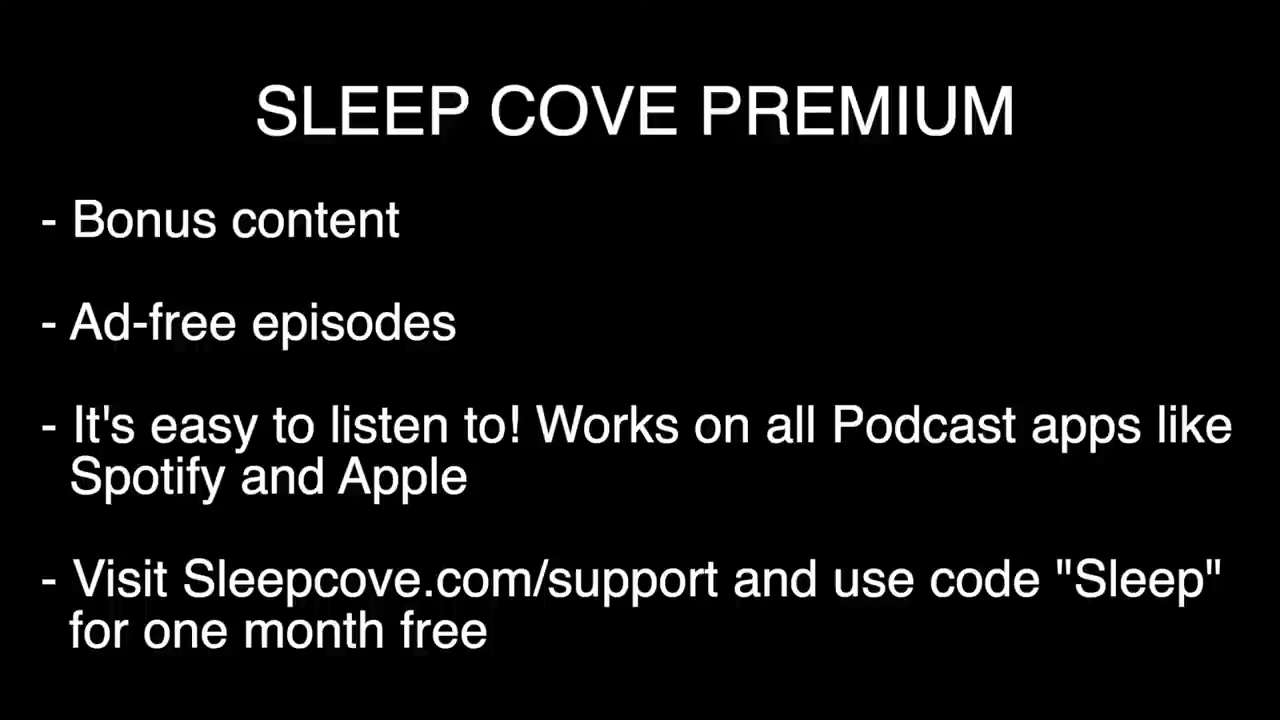 SLEEP COVE PREMIUM
- Bonus content
- Ad-free episodes
- It's easy to listen to! Works on all Podcast apps like
Spotify and Apple
- Visit Sleepcove.com/support and use code "Sleep"
for one month free